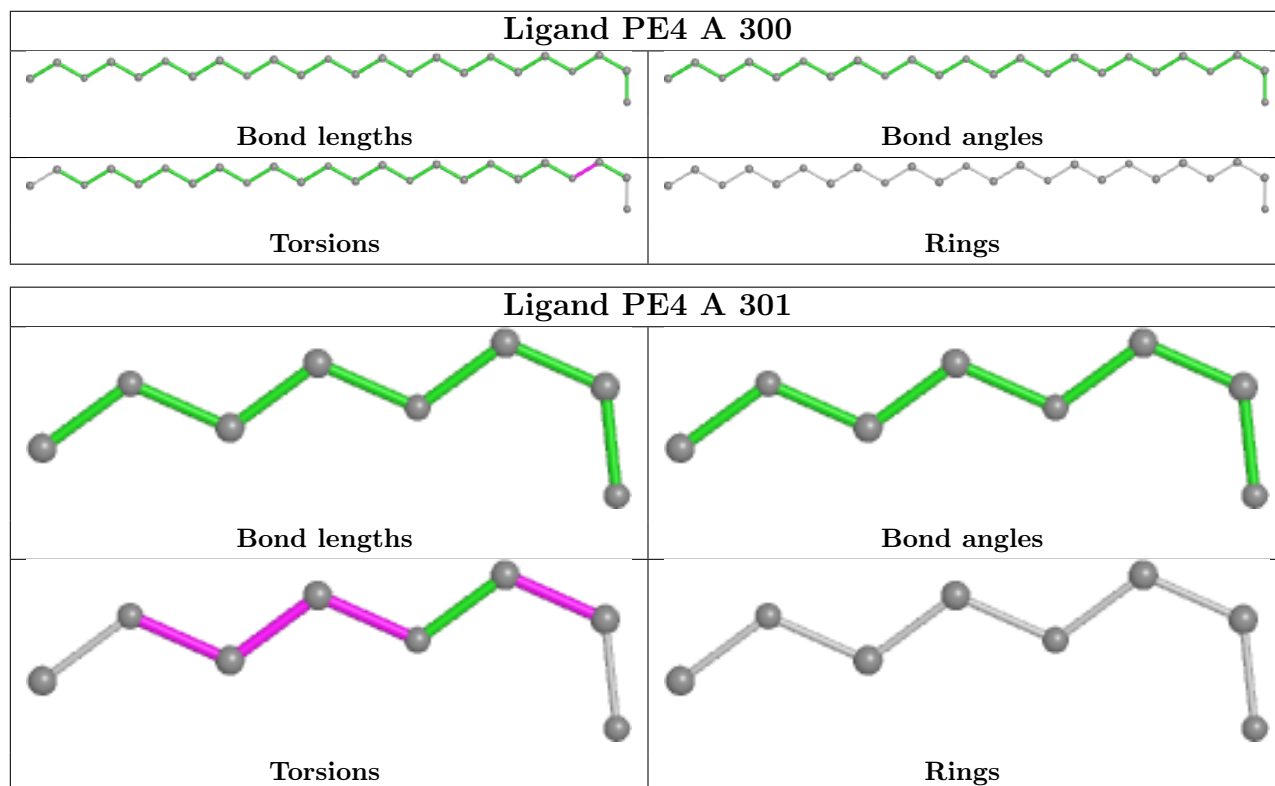 Ligand PE4 A 300
Bond lengths
Bond angles
Torsions
Rings
Ligand PE4 A 301
Bond lengths
Bond angles
Torsions
Rings